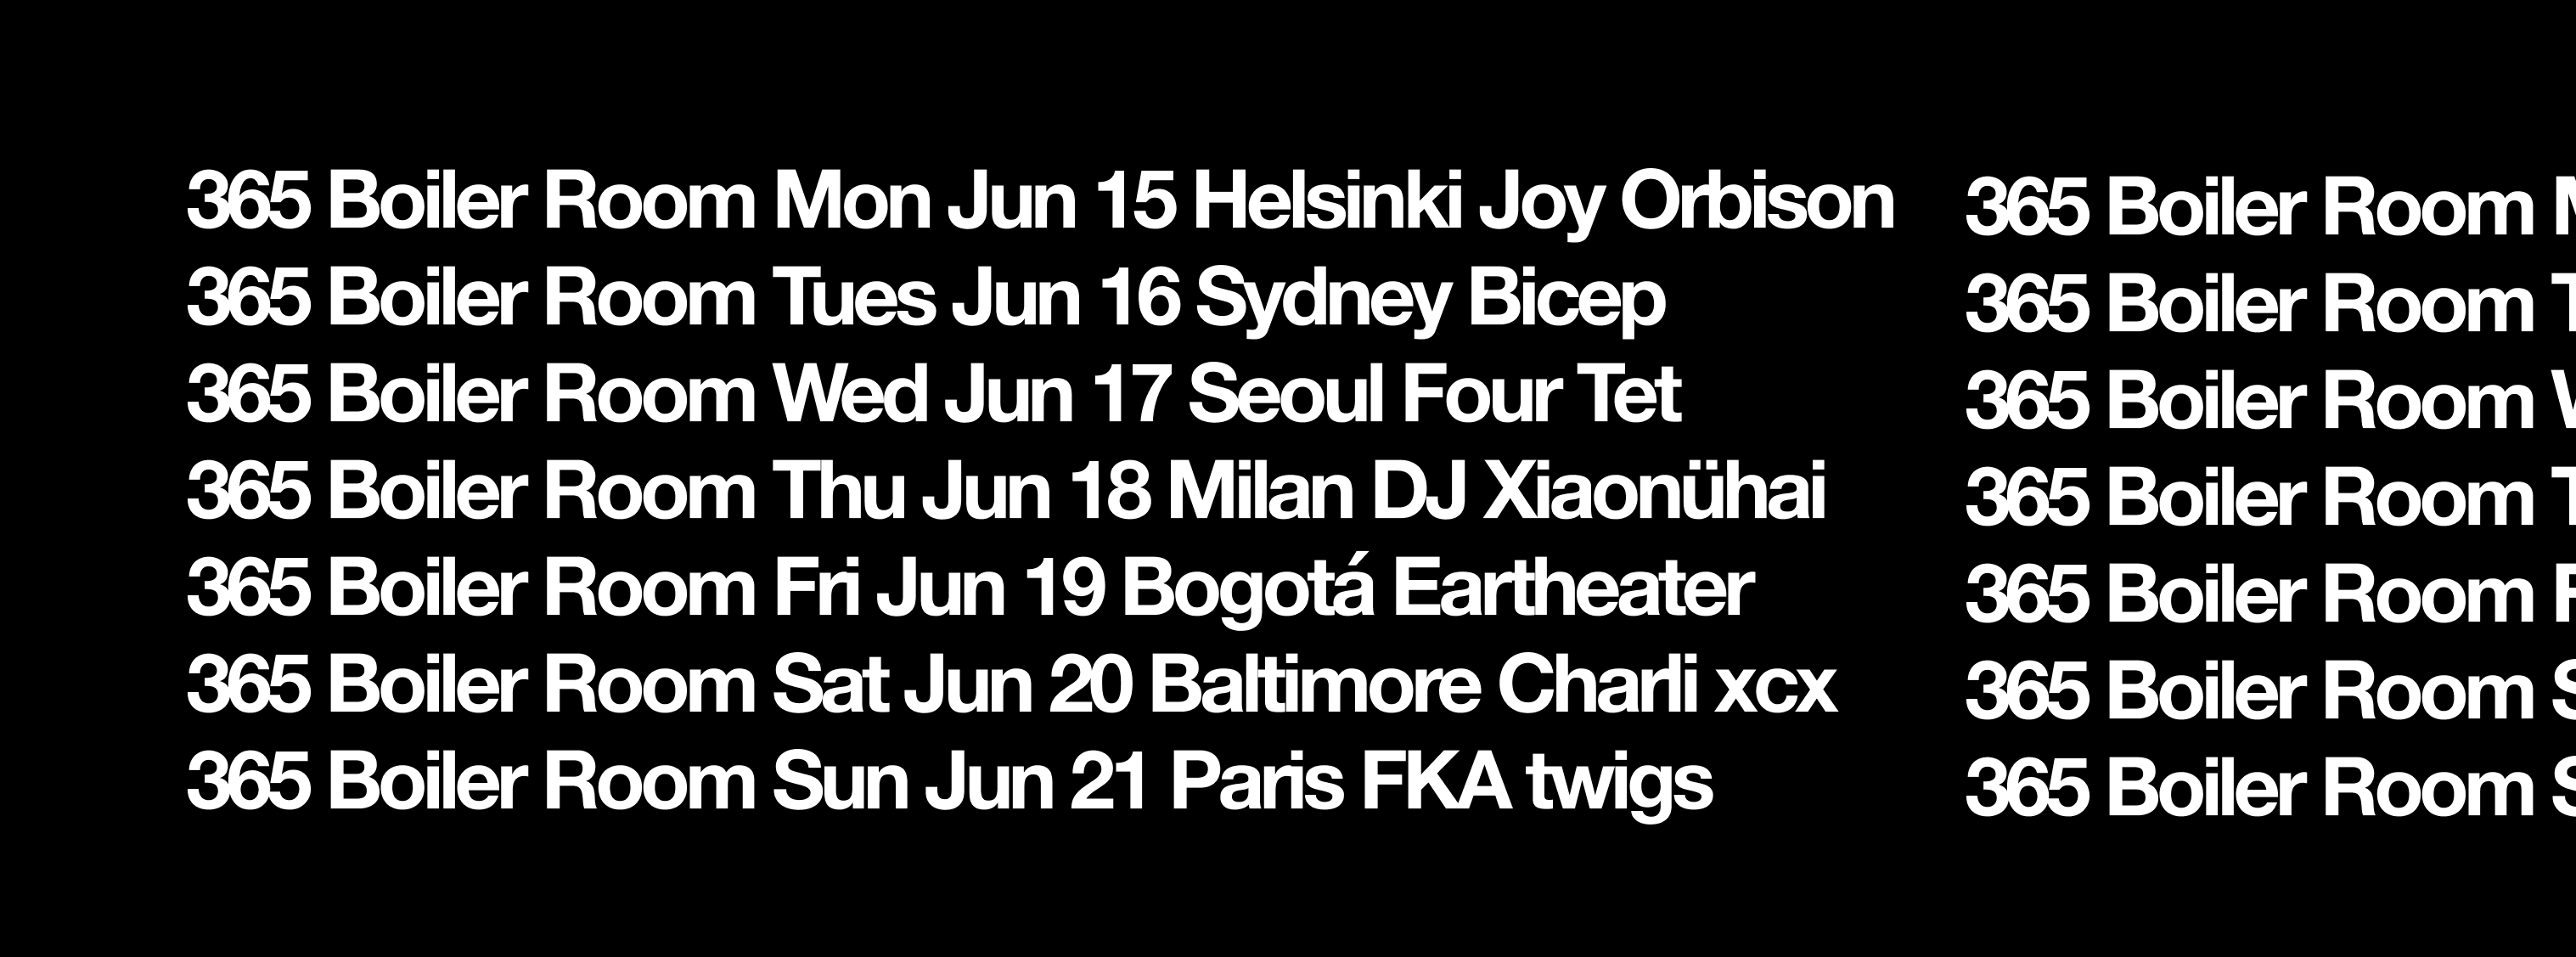 365 Boiler Room Mon Jun 15 Helsinki Joy Orbison
365 Boiler Room Tues Jun 16 Sydney Bicep
365 Boiler Room Wed Jun 17 Seoul Four Tet
365 Boiler Room Thu Jun 18 Milan DJ Xiaonühai
365 Boiler Room Fri Jun 19 Bogotá Eartheater
365 Boiler Room Sat Jun 20 Baltimore Charli xcx
365 Boiler Room Sun Jun 21 Paris FKA twigs
365 Boiler Room
365 Boiler Room
365 Boiler Room
365 Boiler Room
365 Boiler Room
365 Boiler Room
365 Boiler Room